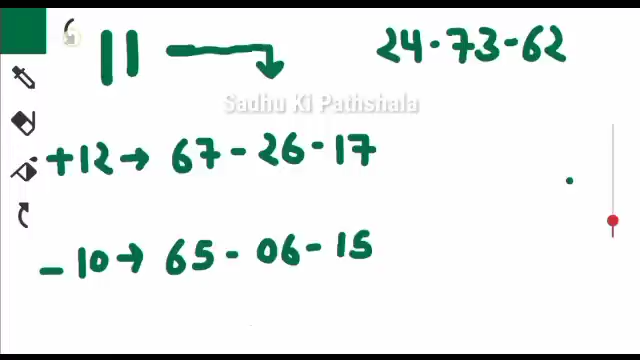 11 → 24-73-62
Sadhu Ki Pathshala
+12 → 67-26-17
-10 → 65-06-15